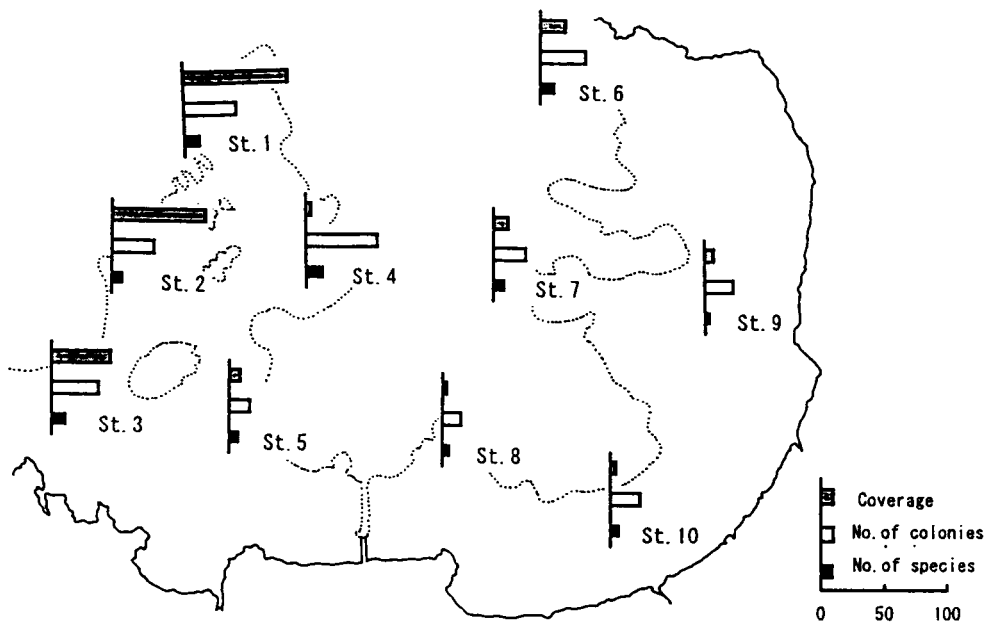 St. 6
St. 1
St. 2
St. 4
St. 7
St. 9
St. 3
St. 5
St. 8
St. 10
Coverage
No. of colonies
No. of species
0 50 100